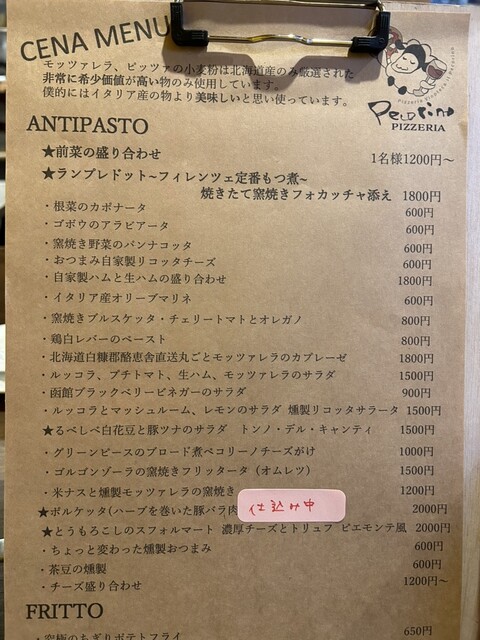 CENA MENU
モッツァレラ、ピッツァの小麦粉は北海道産のみ厳選された
非常に希少価値が高い物のみ使用しています。
僕的にはイタリア産の物より美味しいと思い使っています。
PIZZERIA
ANTIPASTO
★前菜の盛り合わせ 1名様1200円〜
★ランプレドット~フィレンツェ定番もつ煮~
焼きたて窯焼きフォカッチャ添え 1800円
・根菜のカポナータ 600円
・ゴボウのアラビアータ 600円
・窯焼き野菜のパンナコッタ 600円
・おつまみ自家製リコッタチーズ 600円
・自家製ハムと生ハムの盛り合わせ 1800円
・イタリア産オリーブマリネ 600円
・窯焼きブルスケッタ・チェリートマトとオレガノ 800円
・鶏白レバーのペースト 800円
・北海道白糠郡酪恵舎直送丸ごとモッツァレラのカプレーゼ 1800円
・ルッコラ、プチトマト、生ハム、モッツァレラのサラダ 1500円
・函館ブラックベリービネガーのサラダ 900円
・ルッコラとマッシュルーム、レモンのサラダ 燻製リコッタサラータ 1500円
★るべしべ白花豆と豚ツナのサラダ トンノ・デル・キャンティ 1500円
・グリーンピースのブロード煮ペコリーノチーズがけ 1000円
・ゴルゴンゾーラの窯焼きフリッタータ（オムレツ） 1500円
・米ナスと燻製モッツァレラの窯焼き 1200円
★ポルケッタ(ハーブを巻いた豚バラ肉 仕込み中 2000円
★とうもろこしのスフォルマート 濃厚チーズとトリュフ ピエモンテ風 2000円
・ちょっと変わった燻製おつまみ 600円
・茶豆の燻製 600円
・チーズ盛り合わせ 1200円〜
FRITTO
・究極のちぎりポテトフライ 650円